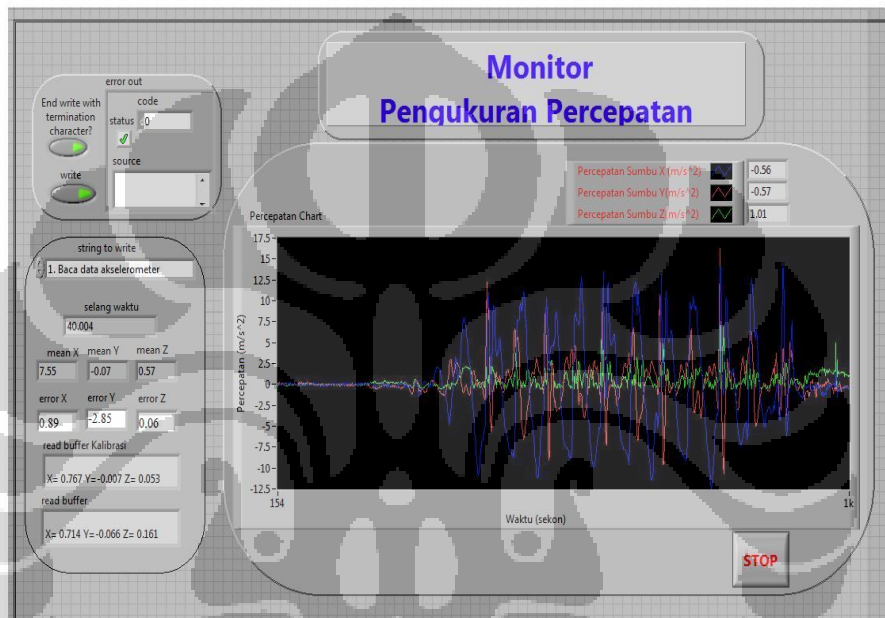 Monitor
Pengukuran Percepatan
error out
End write with
termination
character?
code
status
0
write
source
string to write
1. Baca data akselerometer
selang waktu
40.004
mean X mean Y mean Z
7.55 -0.07 0.57
error X error Y error Z
0.89 -2.85 0.06
read buffer Kalibrasi
X= 0.767 Y=-0.007 Z= 0.053
read buffer
X= 0.714 Y=-0.066 Z= 0.161
Percepatan Sumbu X (m/s^2) -0.56
Percepatan Sumbu Y(m/s^2) -0.57
Percepatan Sumbu Z(m/s^2) 1.01
Percepatan Chart
Percepatan (m/s^2)
17.5
15
12.5
10
7.5
5
2.5
0
-2.5
-5
-7.5
-10
-12.5
154 1k
Waktu (sekon)
STOP